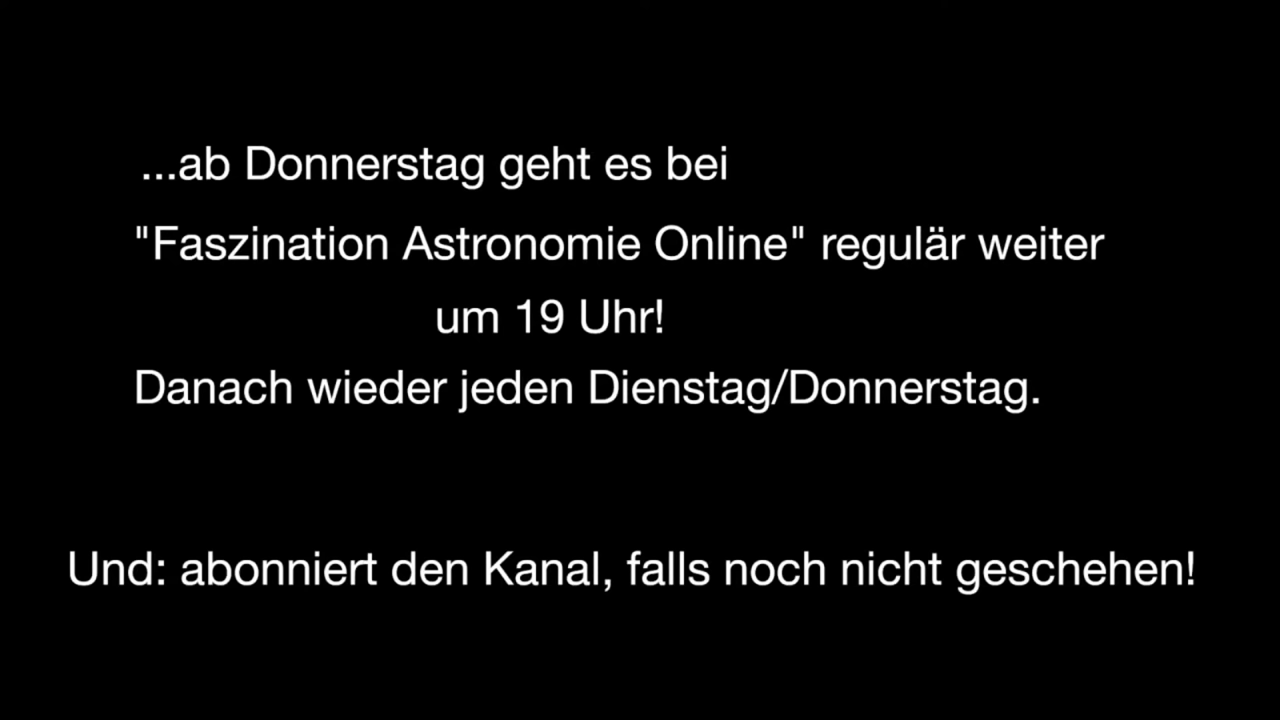 ...ab Donnerstag geht es bei
"Faszination Astronomie Online" regulär weiter
um 19 Uhr!
Danach wieder jeden Dienstag/Donnerstag.
Und: abonniert den Kanal, falls noch nicht geschehen!